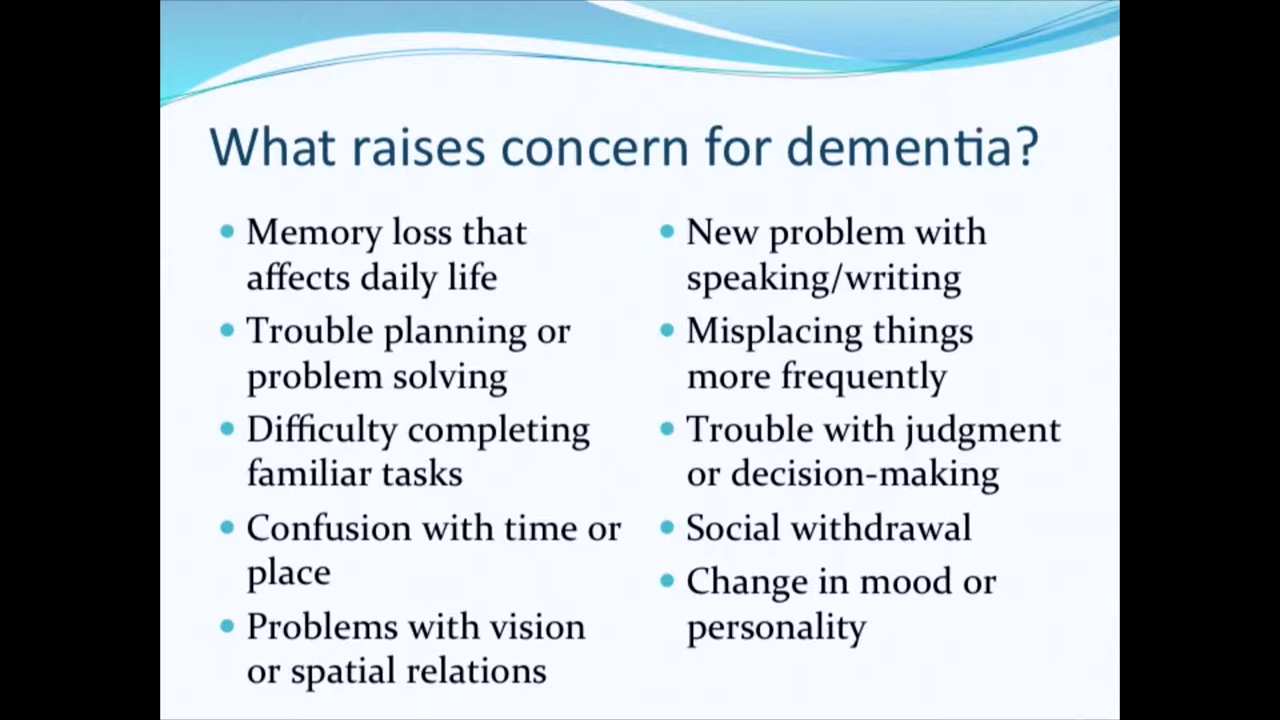 What raises concern for dementia?
• Memory loss that
affects daily life
• Trouble planning or
problem solving
• Difficulty completing
familiar tasks
• Confusion with time or
place
• Problems with vision
or spatial relations
• New problem with
speaking/writing
• Misplacing things
more frequently
• Trouble with judgment
or decision-making
• Social withdrawal
• Change in mood or
personality